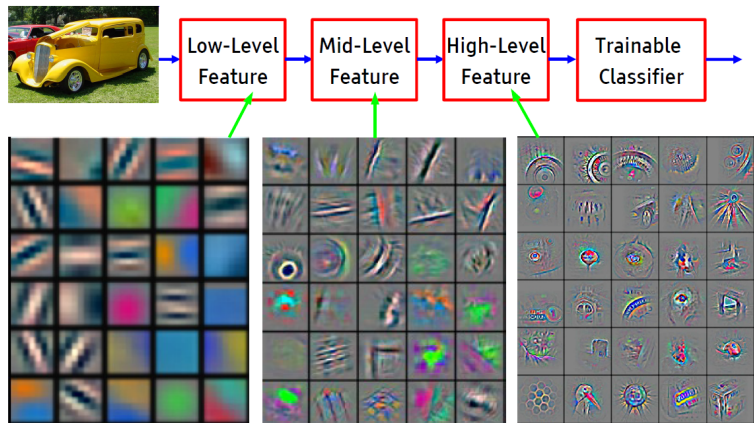 Low-Level
Feature
Mid-Level
Feature
High-Level
Feature
Trainable
Classifier